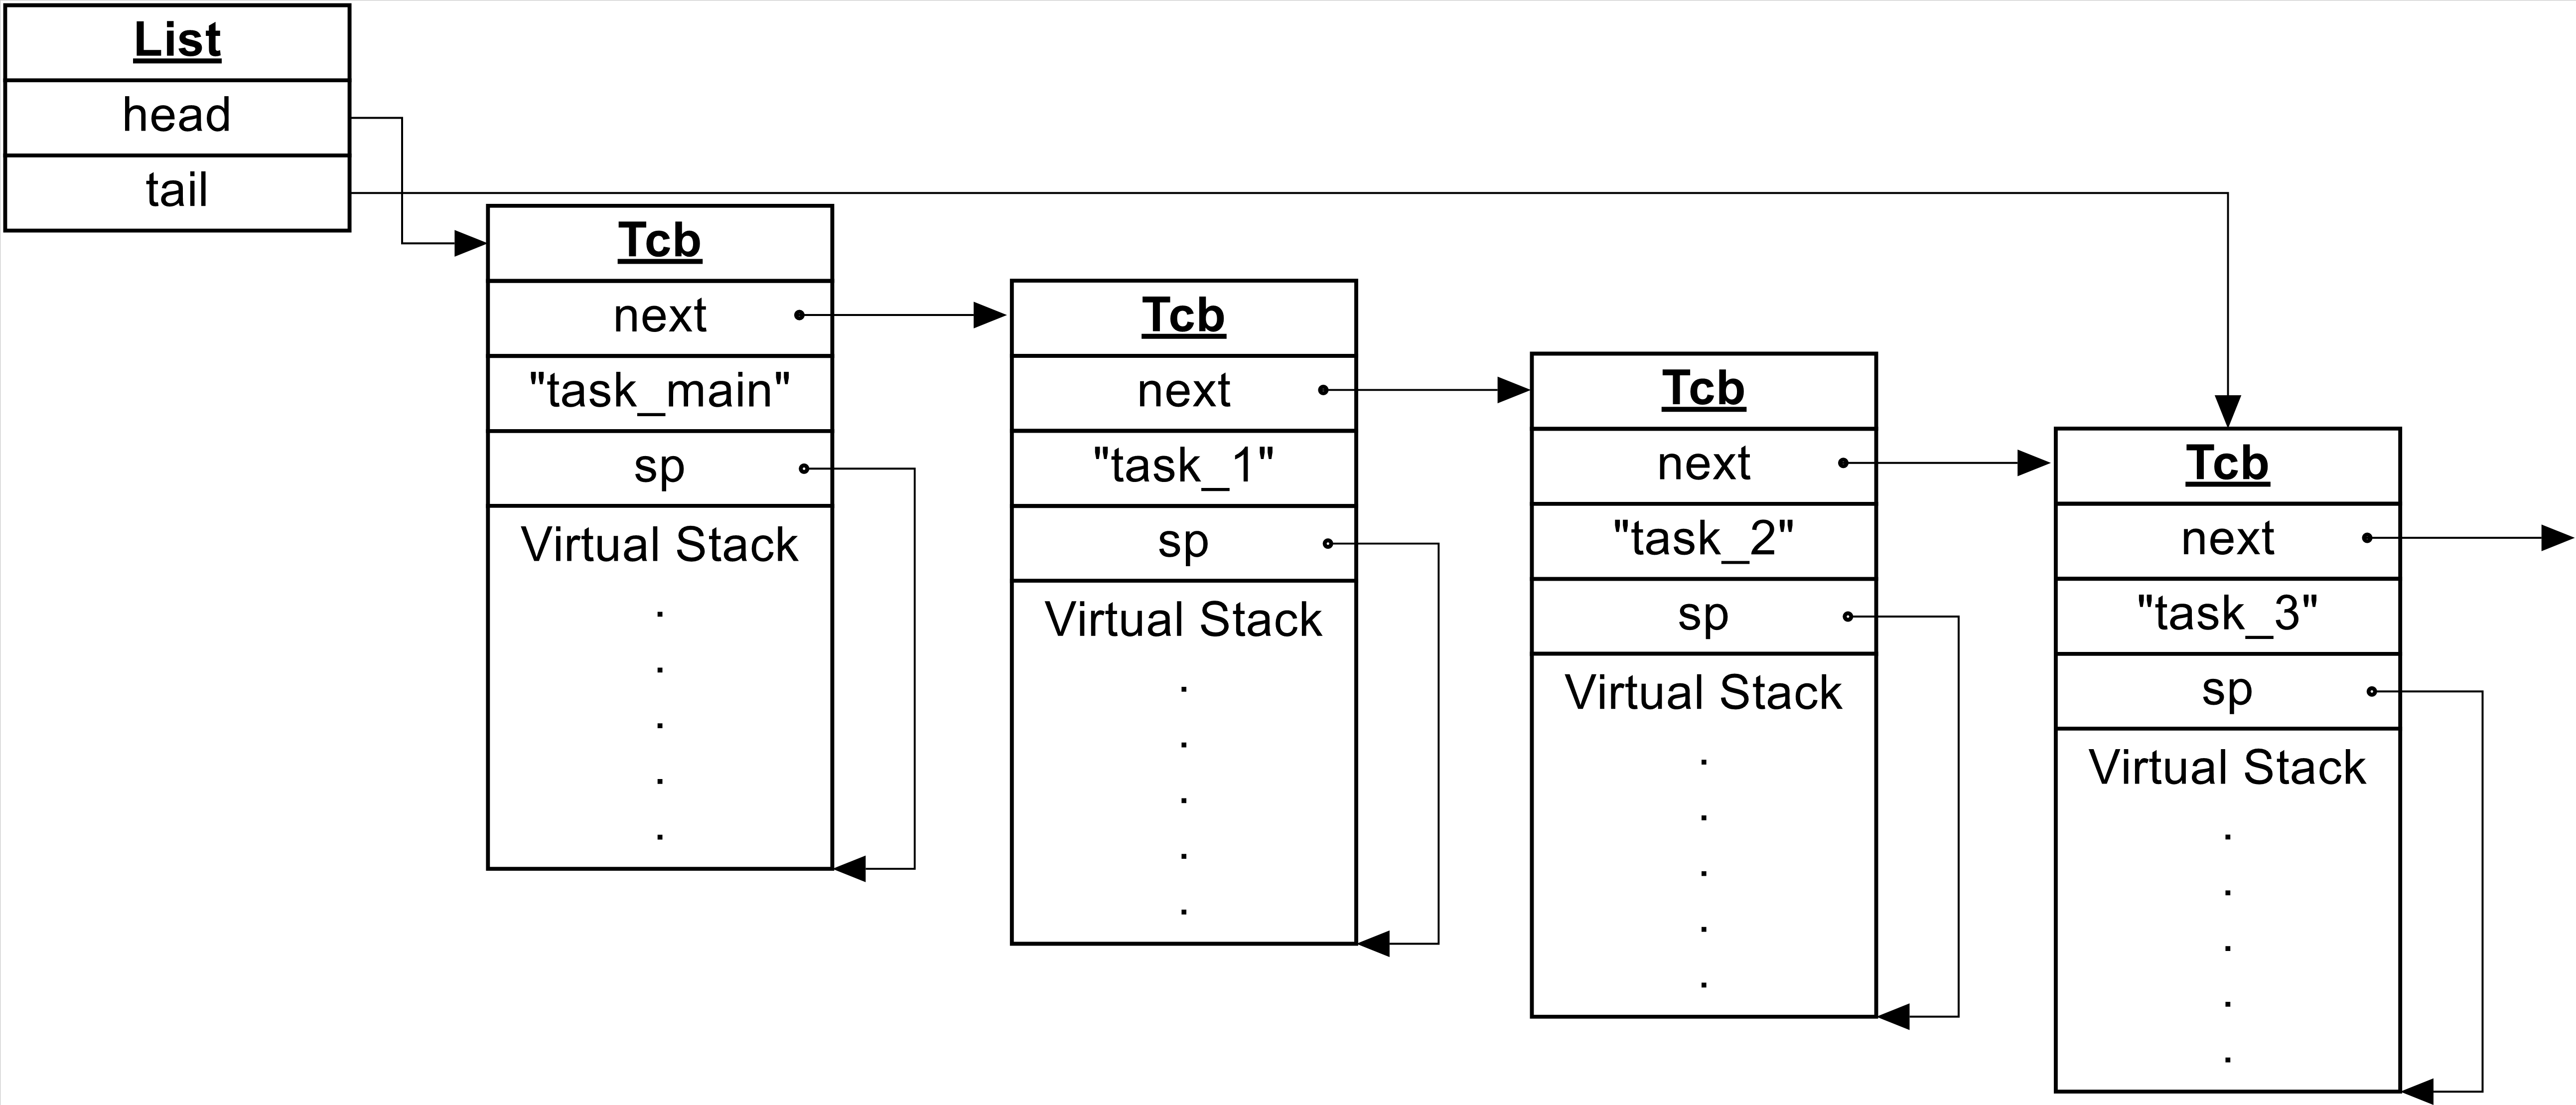 List
head
tail
Tcb
next
"task_main"
sp
Virtual Stack
.
.
.
.
.
Tcb
next
"task_1"
sp
Virtual Stack
.
.
.
.
.
Tcb
next
"task_2"
sp
Virtual Stack
.
.
.
.
.
Tcb
next
"task_3"
sp
Virtual Stack
.
.
.
.
.